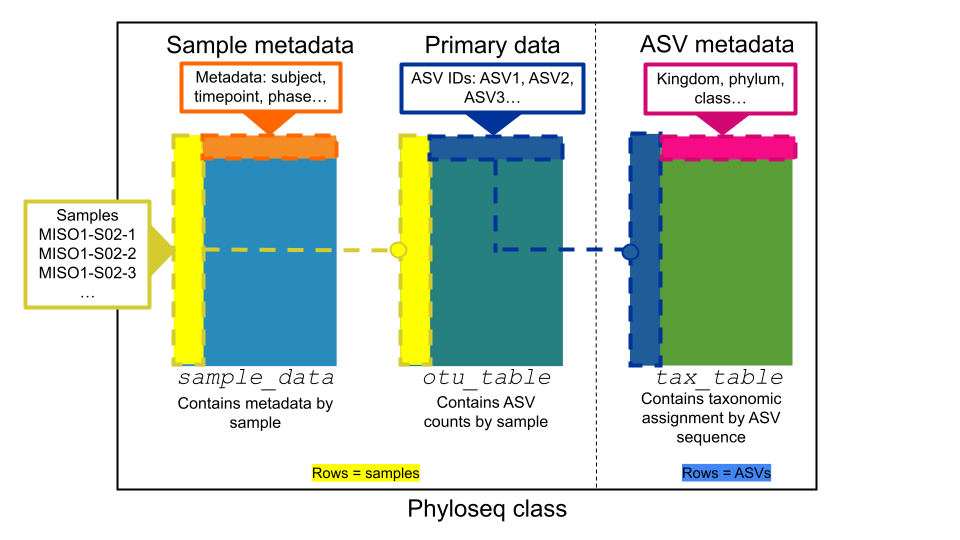 Sample metadata
Primary data
ASV metadata
Metadata: subject,
timepoint, phase…
ASV IDs: ASV1, ASV2,
ASV3…
Kingdom, phylum,
class…
Samples
MISO1-S02-1
MISO1-S02-2
MISO1-S02-3
…
sample_data
otu_table
tax_table
Contains metadata by
sample
Contains ASV
counts by sample
Contains taxonomic
assignment by ASV
sequence
Rows = samples
Rows = ASVs
Phyloseq class